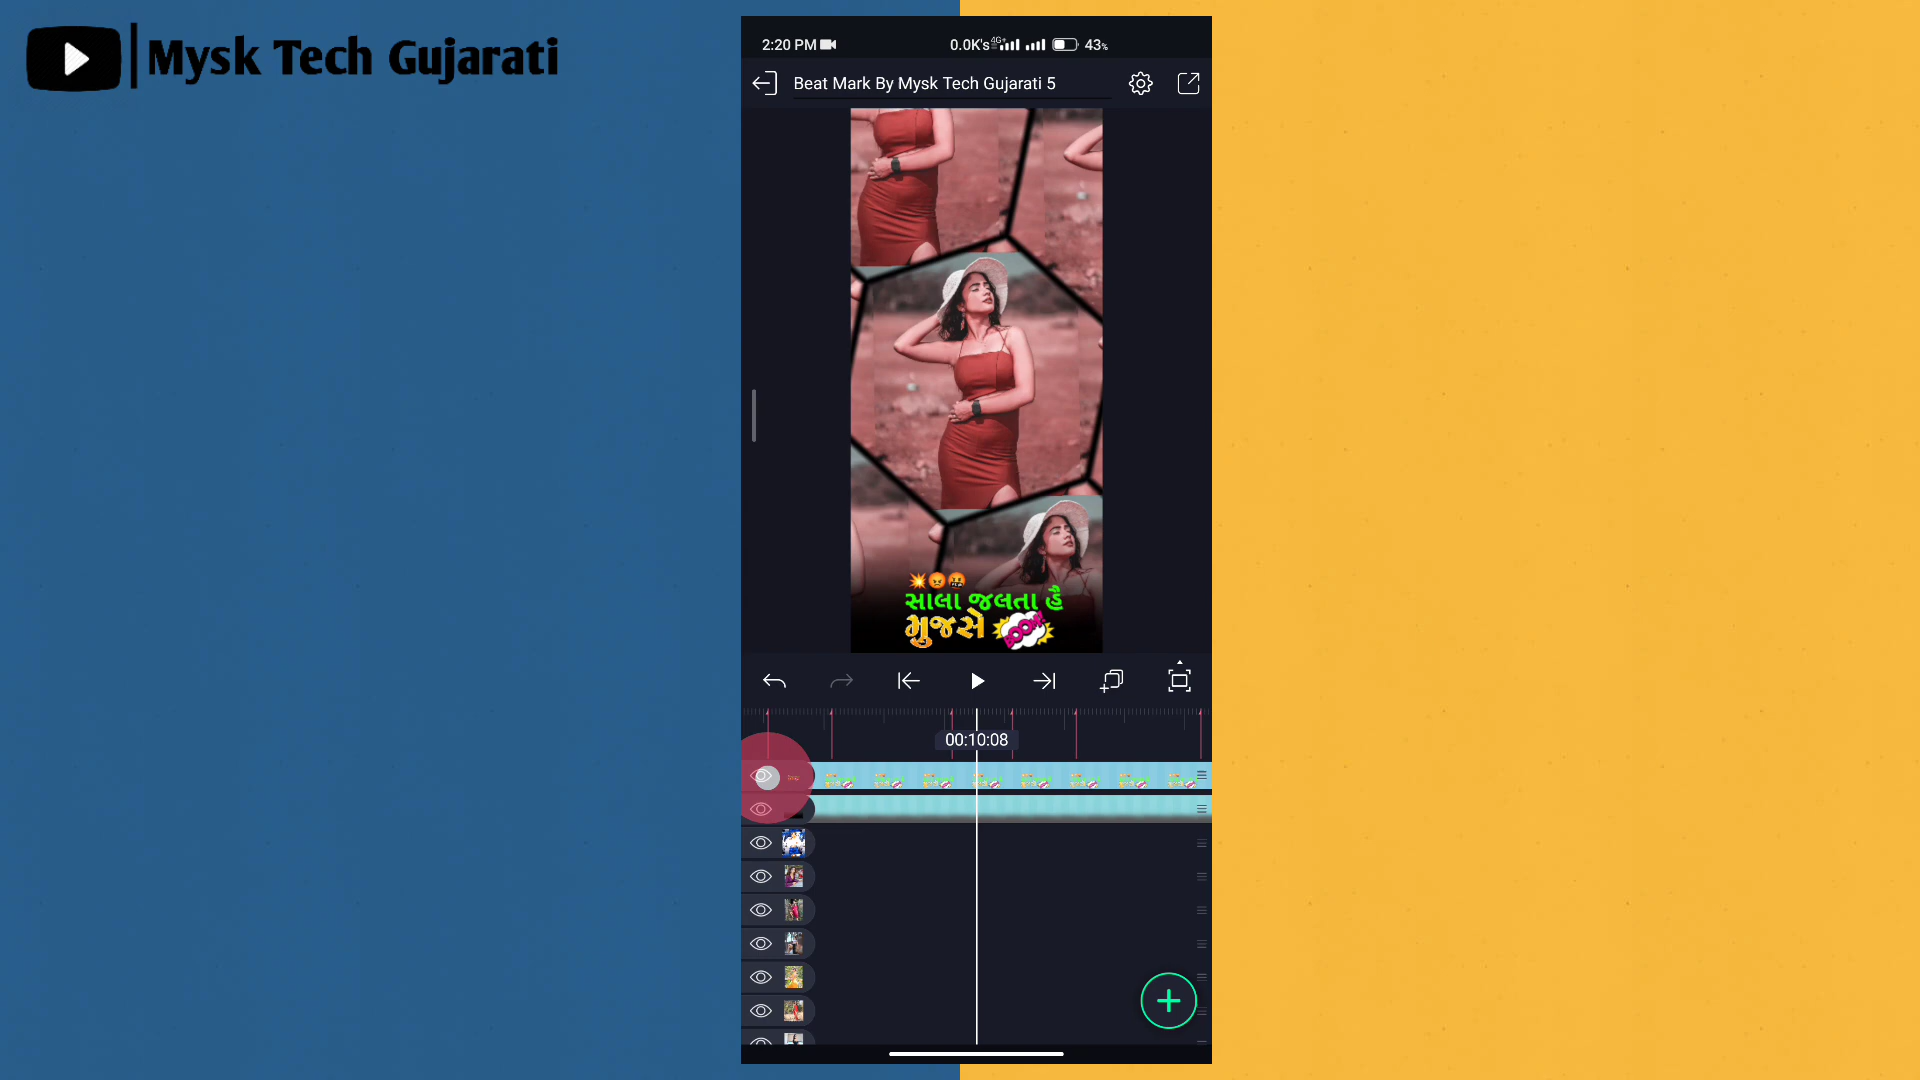 Mysk Tech Gujarati
2:20 PM 0.0K's 4G+ 43%
Beat Mark By Mysk Tech Gujarati 5
💥😡🤬
સાલા જલતા હૈ
મુજસે BOOM!
00:10:08